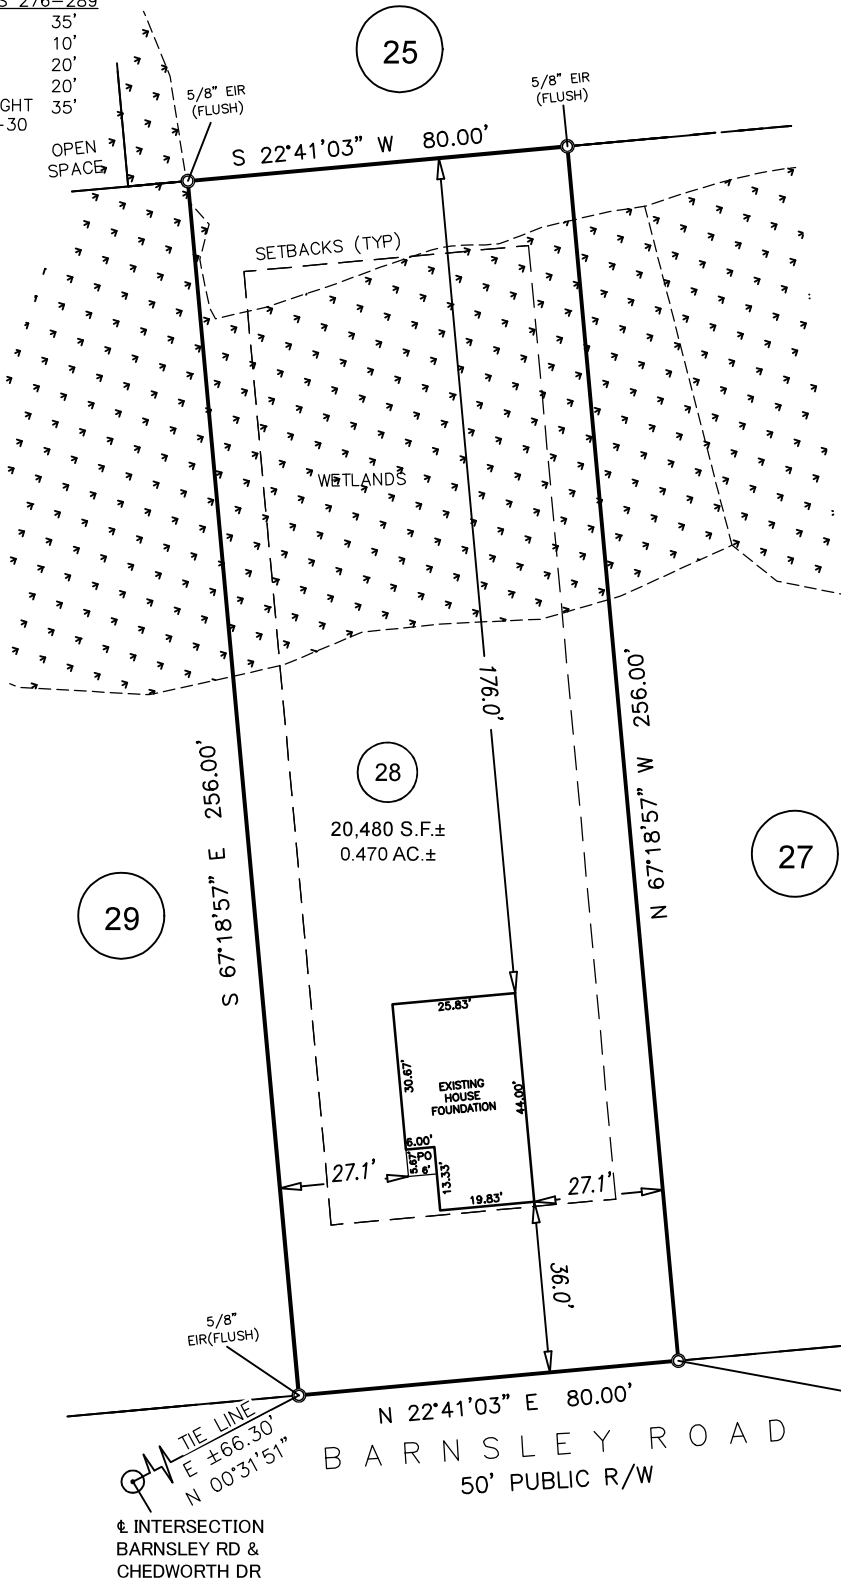 S 276-289
35'
10'
20'
20'
GHT 35'
-30
25
5/8" EIR
(FLUSH)
5/8" EIR
(FLUSH)
OPEN
SPACE
S 22°41'03" W 80.00'
SETBACKS (TYP)
WETLANDS
176.0'
S 67°18'57" E 256.00'
N 67°18'57" W 256.00'
28
20,480 S.F.±
0.470 AC.±
27
29
25.83'
30.67'
EXISTING
HOUSE
FOUNDATION
44.00'
6.00'
5.67'
PO
6'
13.33'
19.83'
27.1'
27.1'
36.0'
5/8"
EIR(FLUSH)
N 22°41'03" E 80.00'
TIE LINE
E ±66.30'
N 00°31'51"
BARNSLEY ROAD
50' PUBLIC R/W
℄ INTERSECTION
BARNSLEY RD &
CHEDWORTH DR